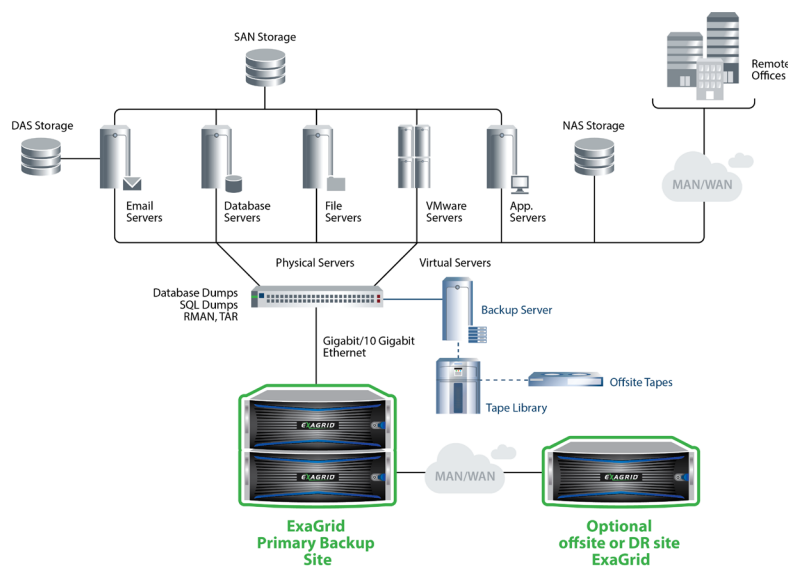 SAN Storage
Remote
Offices
DAS Storage
NAS Storage
MAN/WAN
Email
Servers
Database
Servers
File
Servers
VMware
Servers
App.
Servers
Physical Servers
Virtual Servers
Database Dumps
SQL Dumps
RMAN, TAR
Backup Server
Gigabit/10 Gigabit
Ethernet
Offsite Tapes
Tape Library
EXAGRID
EXAGRID
MAN/WAN
EXAGRID
ExaGrid
Primary Backup
Site
Optional
offsite or DR site
ExaGrid